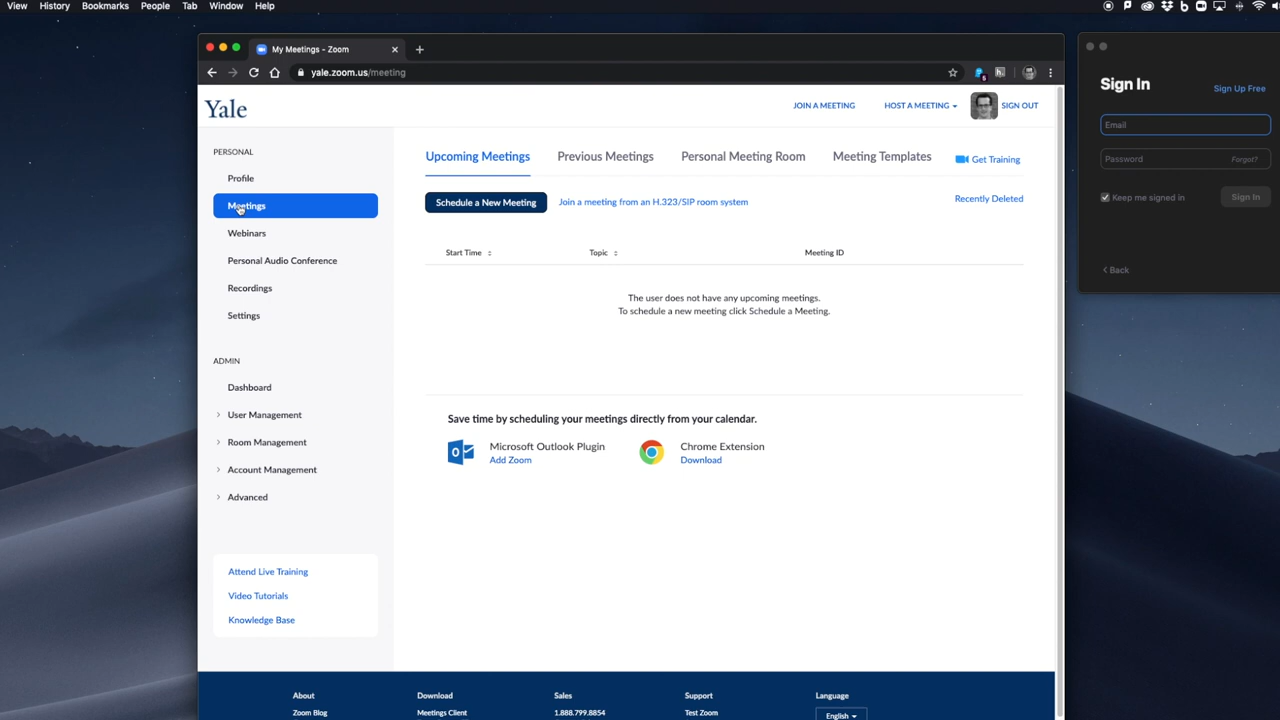 View History Bookmarks People Tab Window Help
My Meetings - Zoom
yale.zoom.us/meeting
Yale
JOIN A MEETING HOST A MEETING SIGN OUT
PERSONAL
Profile
Meetings
Webinars
Personal Audio Conference
Recordings
Settings
ADMIN
Dashboard
User Management
Room Management
Account Management
Advanced
Attend Live Training
Video Tutorials
Knowledge Base
Upcoming Meetings Previous Meetings Personal Meeting Room Meeting Templates Get Training
Schedule a New Meeting Join a meeting from an H.323/SIP room system Recently Deleted
Start Time Topic Meeting ID
The user does not have any upcoming meetings.
To schedule a new meeting click Schedule a Meeting.
Save time by scheduling your meetings directly from your calendar.
Microsoft Outlook Plugin Chrome Extension
Add Zoom Download
About Download Sales Support Language
Zoom Blog Meetings Client 1.888.799.8854 Test Zoom English
Sign In Sign Up Free
Email
Password Forgot?
Keep me signed in Sign In
< Back